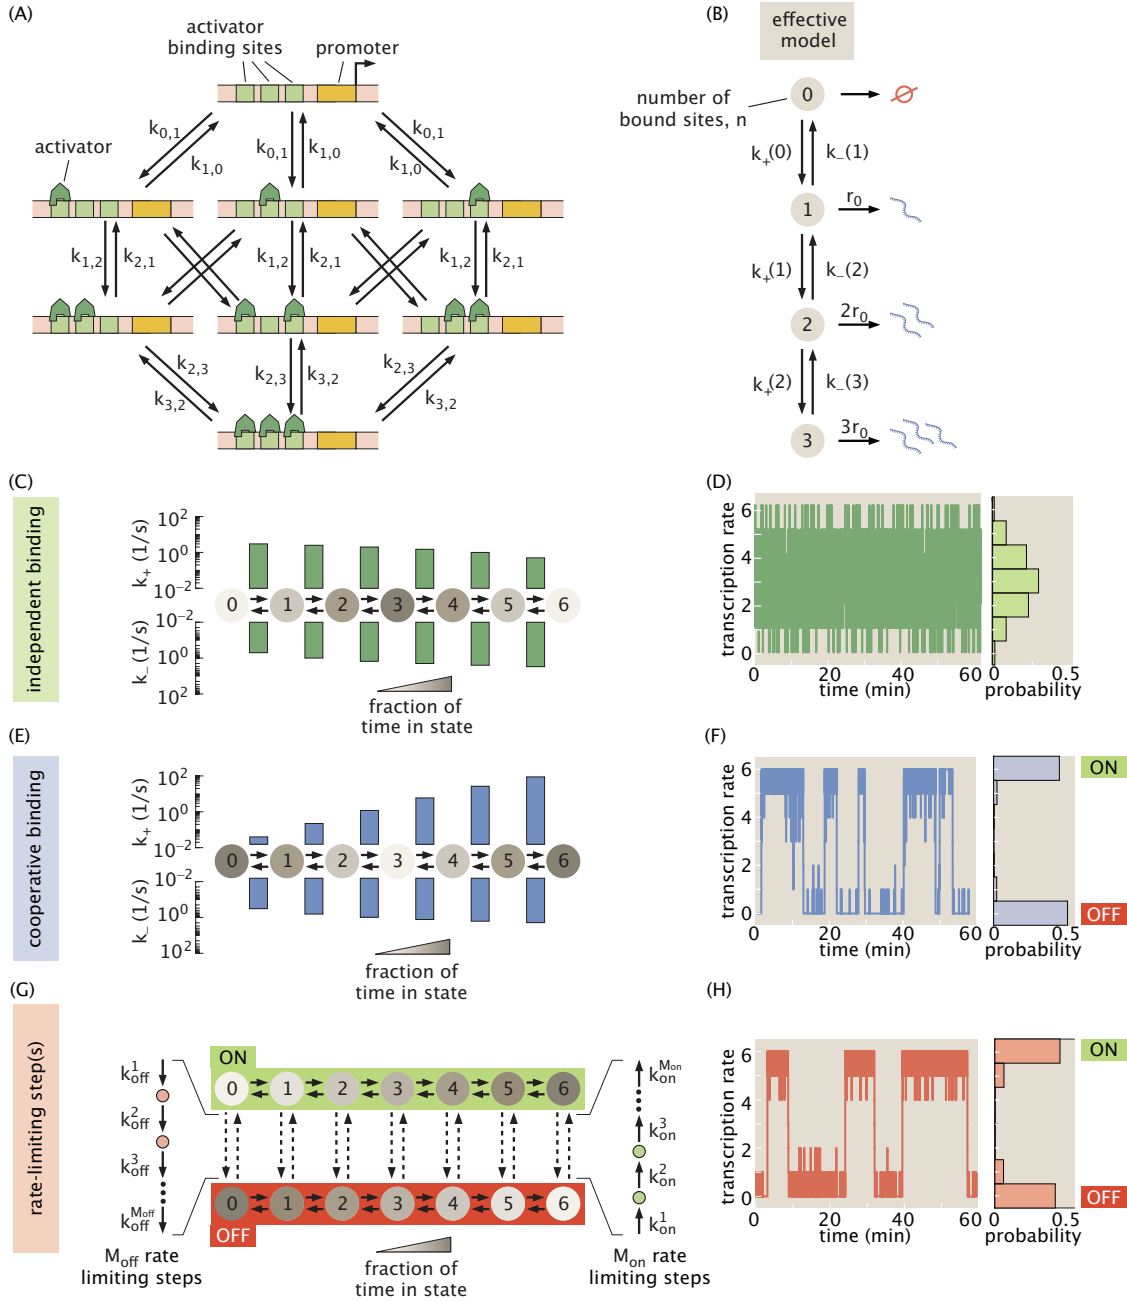 (A)
activator
binding sites
promoter
activator
k0,1
k1,0
k0,1
k1,0
k0,1
k1,0
k1,2
k2,1
k1,2
k2,1
k1,2
k2,1
k2,3
k3,2
k2,3
k3,2
k2,3
k3,2
(B)
effective
model
number of
bound sites, n
0
k+(0)
k−(1)
1
r0
k+(1)
k−(2)
2
2r0
k+(2)
k−(3)
3
3r0
(C)
independent binding
k+ (1/s)
10^2
10^0
10^−2
0 1 2 3 4 5 6
k− (1/s)
10^−2
10^0
10^2
fraction of
time in state
(D)
transcription rate
6
4
2
0
0 20 40 60
time (min)
0 0.5
probability
(E)
cooperative binding
k+ (1/s)
10^2
10^0
10^−2
0 1 2 3 4 5 6
k− (1/s)
10^−2
10^0
10^2
fraction of
time in state
(F)
transcription rate
6
4
2
0
0 20 40 60
time (min)
0 0.5
probability
ON
OFF
(G)
rate-limiting step(s)
k^1off
k^2off
k^3off
k^Moff off
Moff rate
limiting steps
ON
0 1 2 3 4 5 6
0 1 2 3 4 5 6
OFF
fraction of
time in state
k^Mon on
k^3on
k^2on
k^1on
Mon rate
limiting steps
(H)
transcription rate
6
4
2
0
0 20 40 60
time (min)
0 0.5
probability
ON
OFF